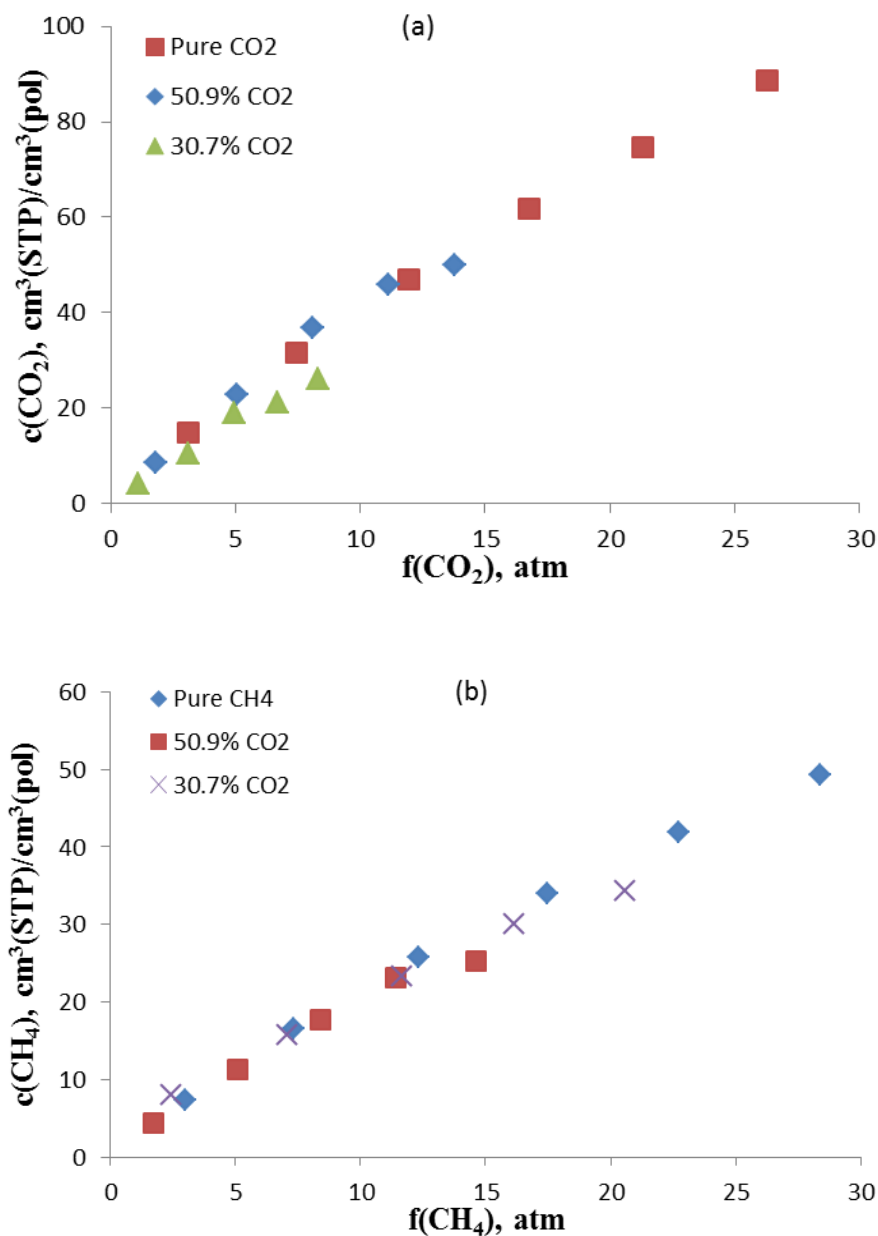 (a)
Pure CO2
50.9% CO2
30.7% CO2
c(CO₂), cm³(STP)/cm³(pol)
100
80
60
40
20
0
0 5 10 15 20 25 30
f(CO₂), atm
(b)
Pure CH4
50.9% CO2
30.7% CO2
c(CH₄), cm³(STP)/cm³(pol)
60
50
40
30
20
10
0
0 5 10 15 20 25 30
f(CH₄), atm